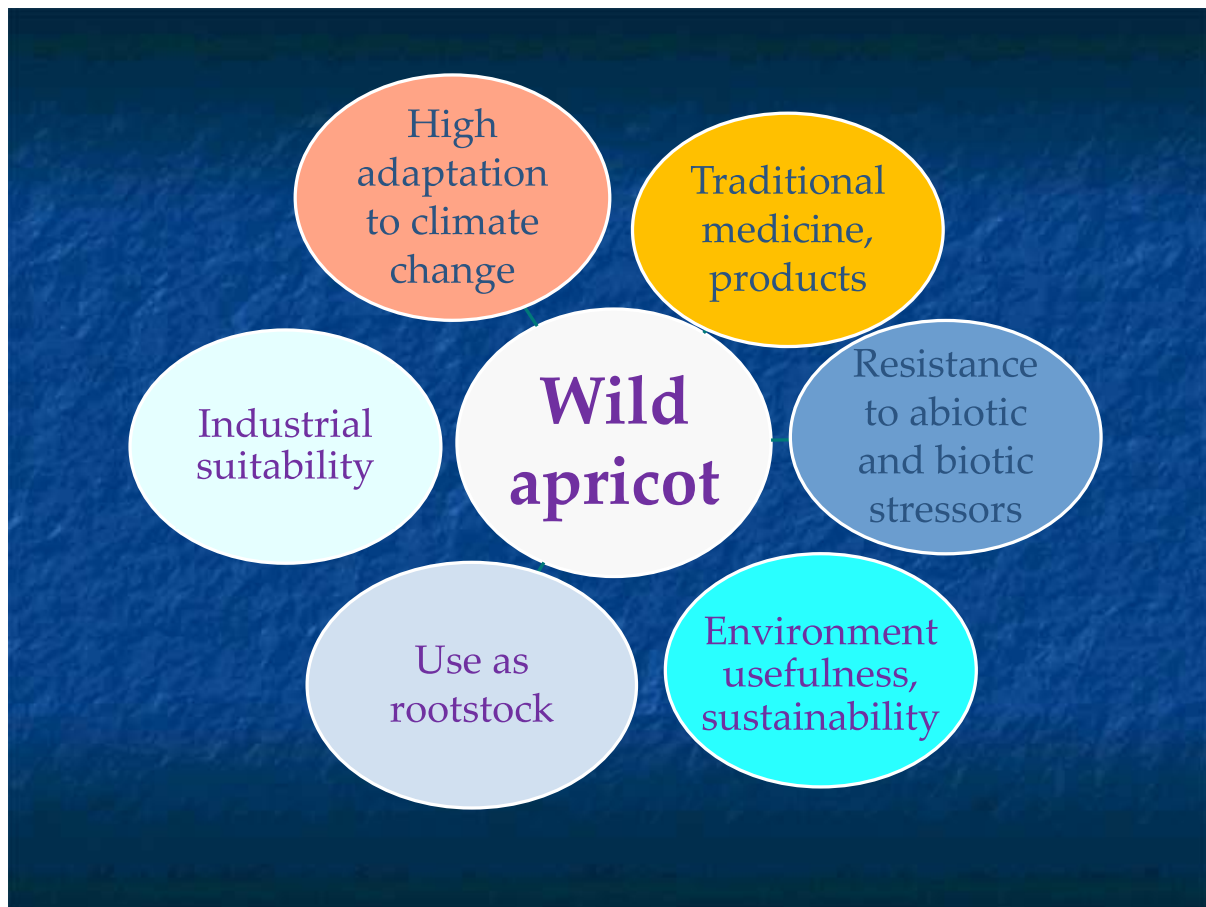 High
adaptation
to climate
change
Traditional
medicine,
products
Resistance
to abiotic
and biotic
stressors
Industrial
suitability
Wild
apricot
Use as
rootstock
Environment
usefulness,
sustainability